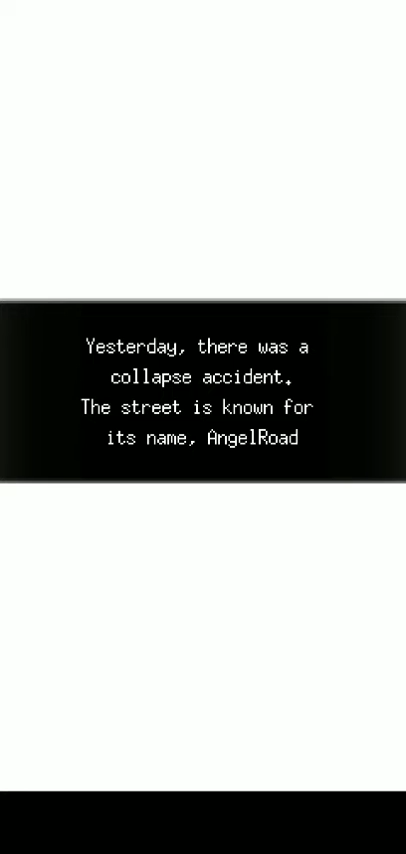 Yesterday, there was a
collapse accident.
The street is known for
its name, AngelRoad